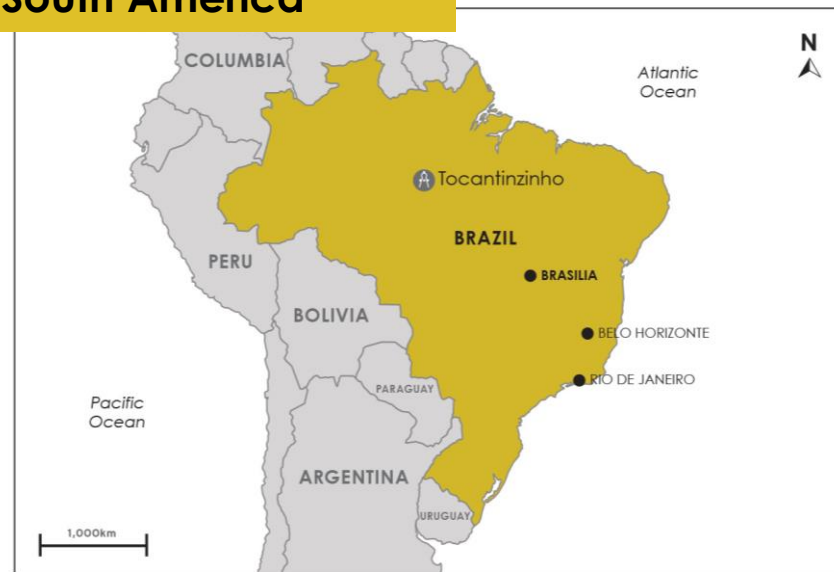 South America
COLUMBIA
Atlantic
Ocean
N
Tocantinzinho
BRAZIL
PERU
BRASILIA
BOLIVIA
BELO HORIZONTE
PARAGUAY
RIO DE JANEIRO
Pacific
Ocean
ARGENTINA
URUGUAY
1,000km